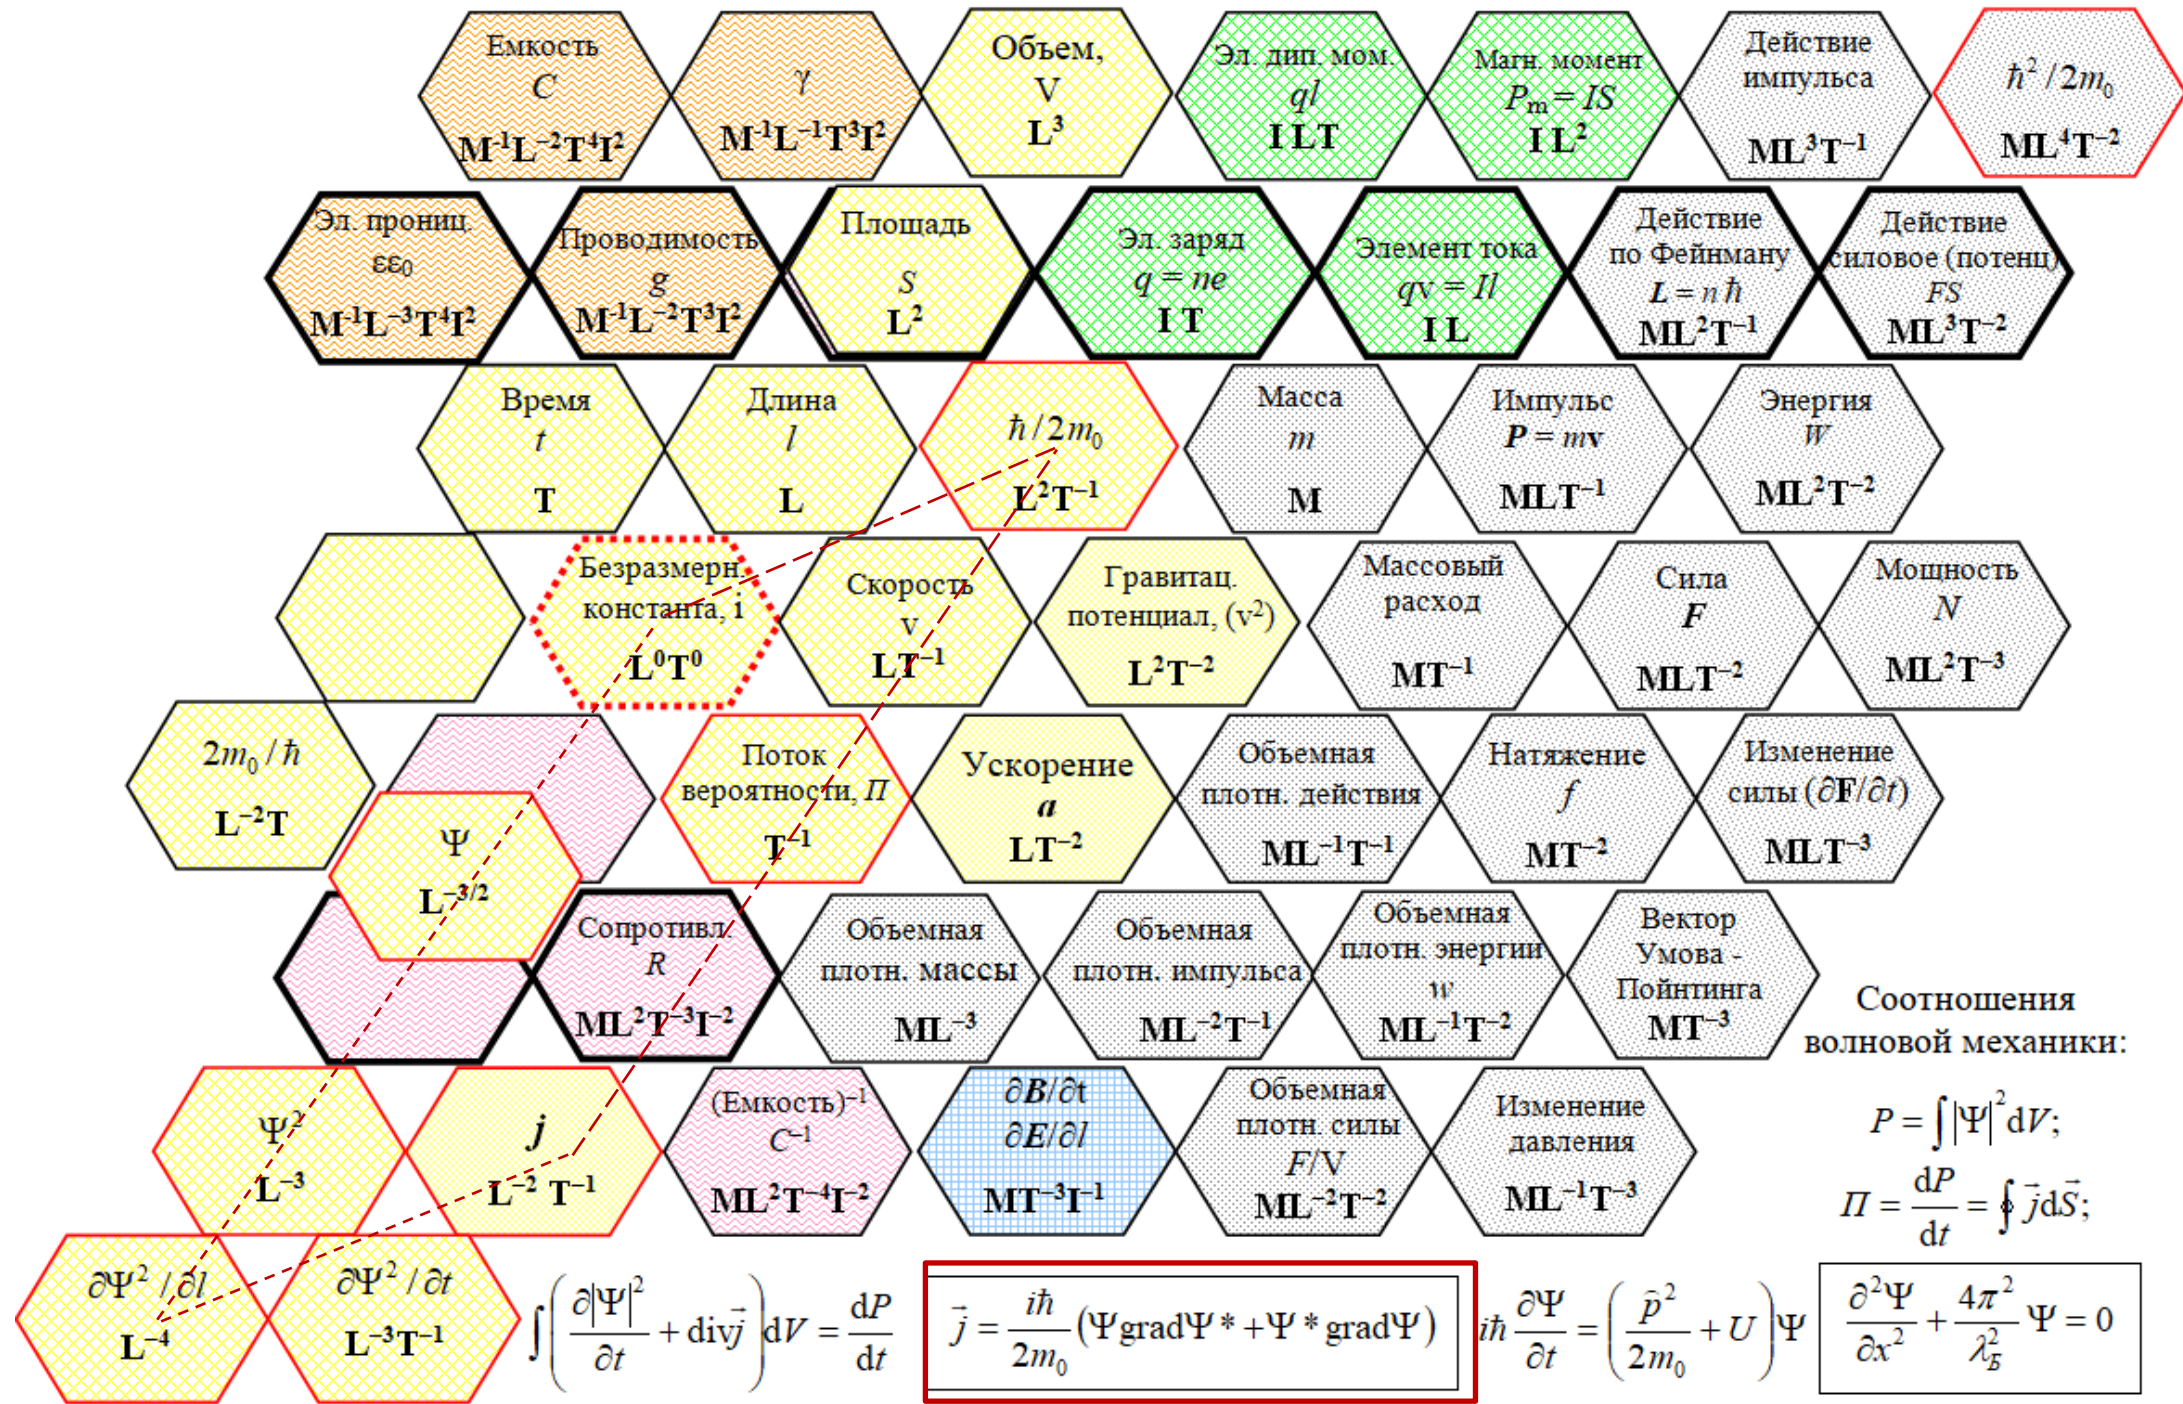 Емкость
C
M⁻¹L⁻²T⁴I²
γ
M⁻¹L⁻¹T³I²
Объем,
V
L³
Эл. дип. мом.
ql
I LT
Магн. момент
Pₘ = IS
I L²
Действие
импульса
ML³T⁻¹
ħ² / 2m₀
ML⁴T⁻²
Эл. прониц.
εε₀
M⁻¹L⁻³T⁴I²
Проводимость
g
M⁻¹L⁻²T³I²
Площадь
S
L²
Эл. заряд
q = ne
I T
Элемент тока
qv = Il
I L
Действие
по Фейнману
L = n ħ
ML²T⁻¹
Действие
силовое (потенц)
FS
ML³T⁻²
Время
t
T
Длина
l
L
ħ / 2m₀
L²T⁻¹
Масса
m
M
Импульс
P = mv
MLT⁻¹
Энергия
W
ML²T⁻²
Безразмерн.
константа, i
L⁰T⁰
Скорость
v
LT⁻¹
Гравитац.
потенциал, (v²)
L²T⁻²
Массовый
расход
MT⁻¹
Сила
F
MLT⁻²
Мощность
N
ML²T⁻³
2m₀ / ħ
L⁻²T
Ψ
L⁻³ᐟ²
Поток
вероятности, П
T⁻¹
Ускорение
a
LT⁻²
Объемная
плотн. действия
ML⁻¹T⁻¹
Натяжение
f
MT⁻²
Изменение
силы (∂F/∂t)
MLT⁻³
Сопротивл.
R
ML²T⁻³I⁻²
Объемная
плотн. массы
ML⁻³
Объемная
плотн. импульса
ML⁻²T⁻¹
Объемная
плотн. энергии
w
ML⁻¹T⁻²
Вектор
Умова -
Пойнтинга
MT⁻³
Ψ²
L⁻³
j
L⁻² T⁻¹
(Емкость)⁻¹
C⁻¹
ML²T⁻⁴I⁻²
∂B/∂t
∂E/∂l
MT⁻³I⁻¹
Объемная
плотн. силы
F/V
ML⁻²T⁻²
Изменение
давления
ML⁻¹T⁻³
Соотношения
волновой механики:
P = ∫|Ψ|² dV;
П = dP/dt = ∮ j⃗dS⃗;
∂Ψ² / ∂l
L⁻⁴
∂Ψ² / ∂t
L⁻³T⁻¹
∫(∂|Ψ|²/∂t + divj⃗)dV = dP/dt
j⃗ = iħ/2m₀ (ΨgradΨ* + Ψ*gradΨ)
iħ ∂Ψ/∂t = (p̂²/2m₀ + U)Ψ
∂²Ψ/∂x² + 4π²/λ²_Б Ψ = 0